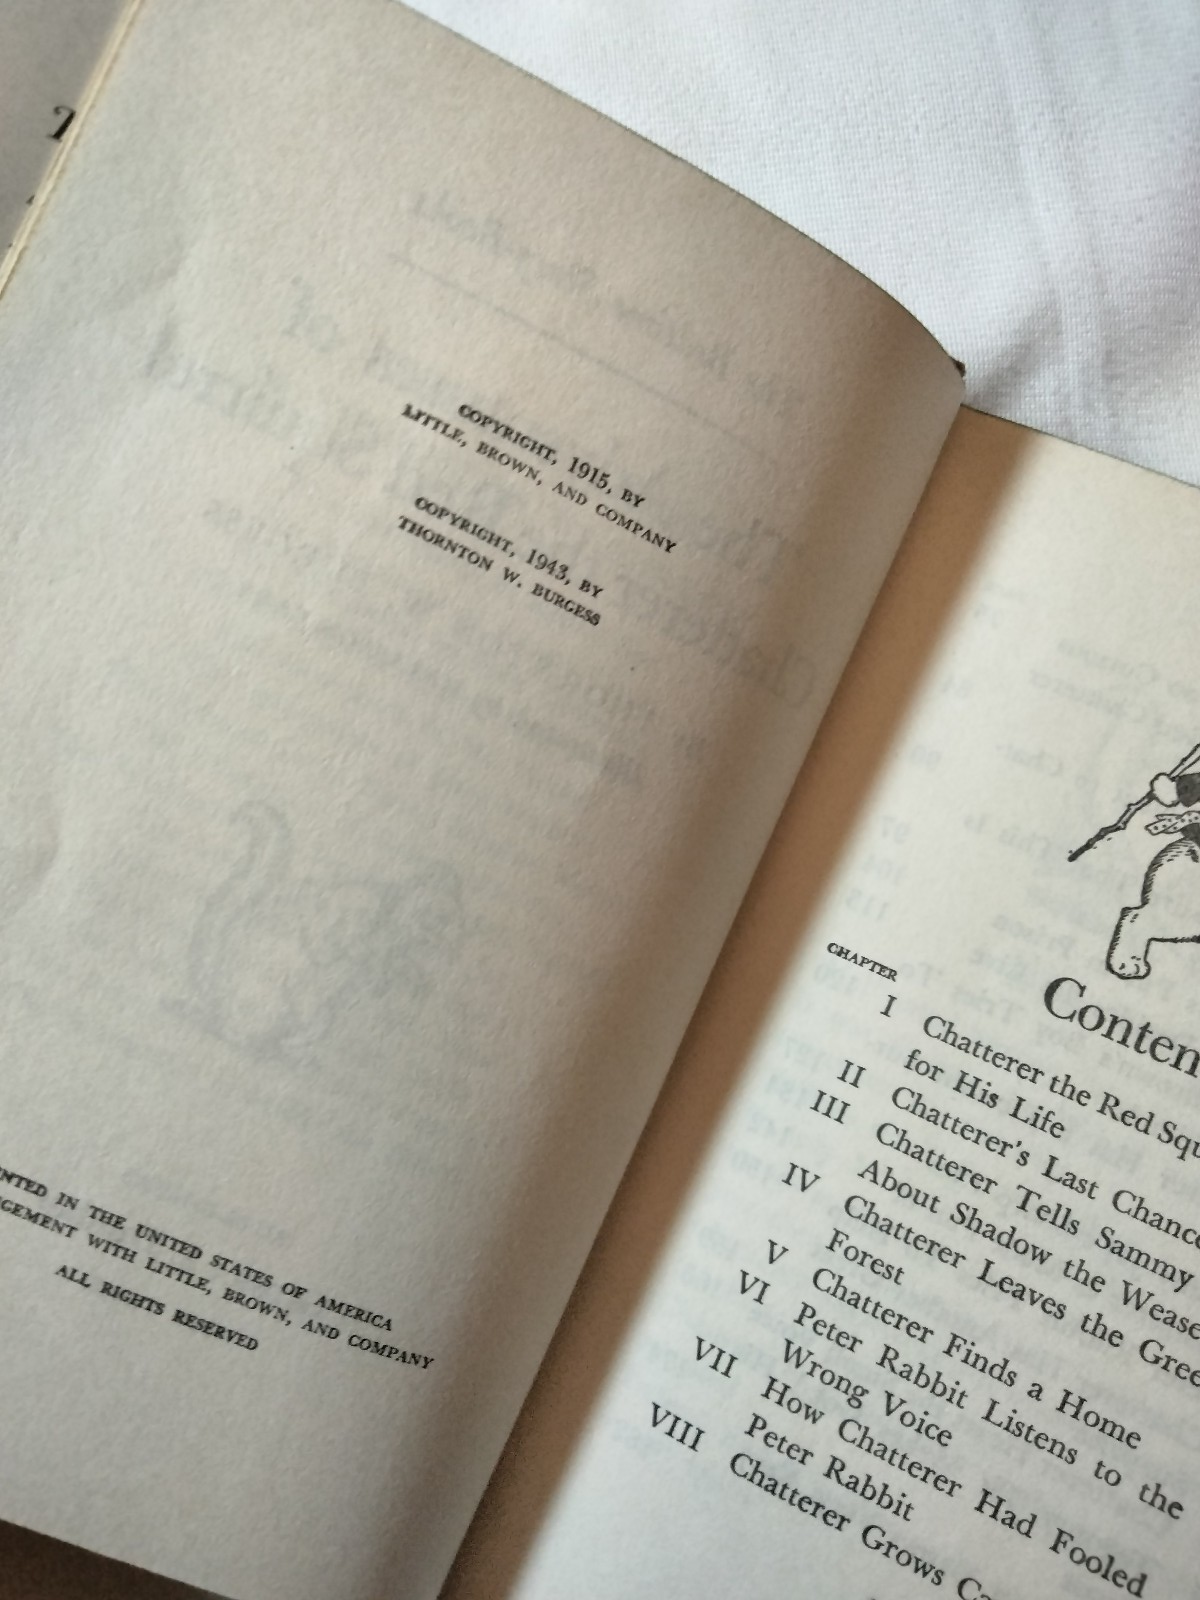 COPYRIGHT, 1915, BY
LITTLE, BROWN, AND COMPANY
COPYRIGHT, 1943, BY
THORNTON W. BURGESS
IN THE UNITED STATES OF AMERICA
WITH LITTLE, BROWN, AND COMPANY
ALL RIGHTS RESERVED
CHAPTER
I Chatterer the Red
for His Life
II Chatterer's Last
III Chatterer Tells Sammy
About Shadow the
IV Chatterer Leaves the
Forest
V Chatterer Finds a Home
VI Peter Rabbit Listens to the
Wrong Voice
VII How Chatterer Had Fooled
Peter Rabbit
VIII Chatterer Grows